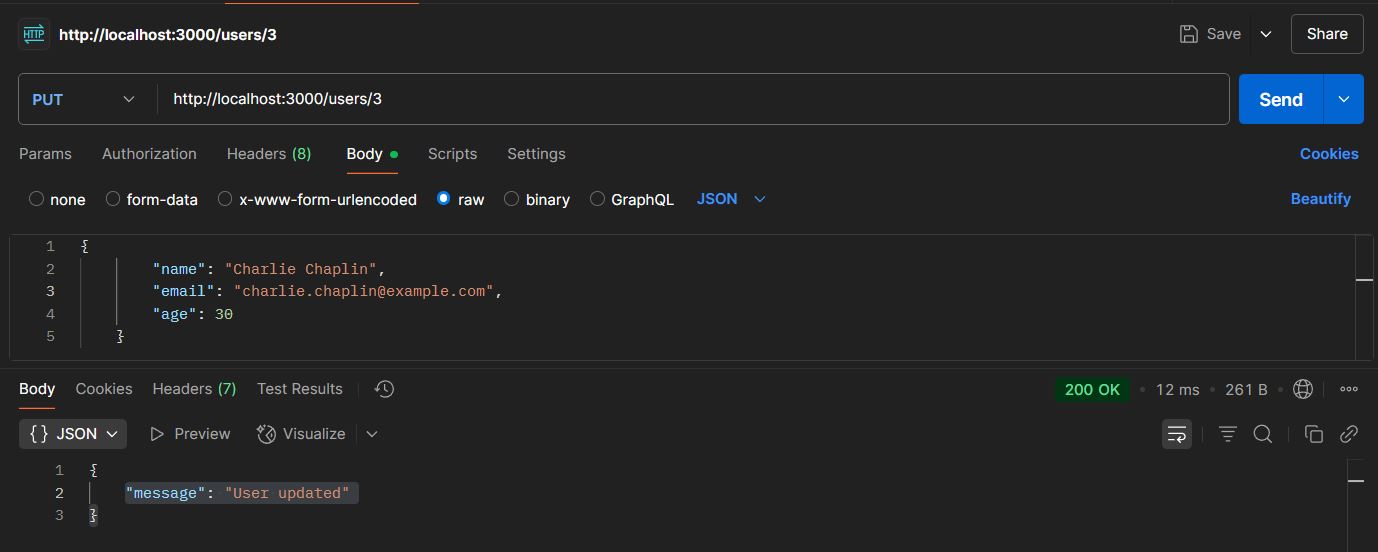 HTTP http://localhost:3000/users/3 Save Share
PUT http://localhost:3000/users/3 Send
Params Authorization Headers (8) Body Scripts Settings Cookies
none form-data x-www-form-urlencoded raw binary GraphQL JSON Beautify
1 {
2 "name": "Charlie Chaplin",
3 "email": "charlie.chaplin@example.com",
4 "age": 30
5 }
Body Cookies Headers (7) Test Results 200 OK • 12 ms • 261 B •
{} JSON Preview Visualize
1 {
2 "message": "User updated"
3 }